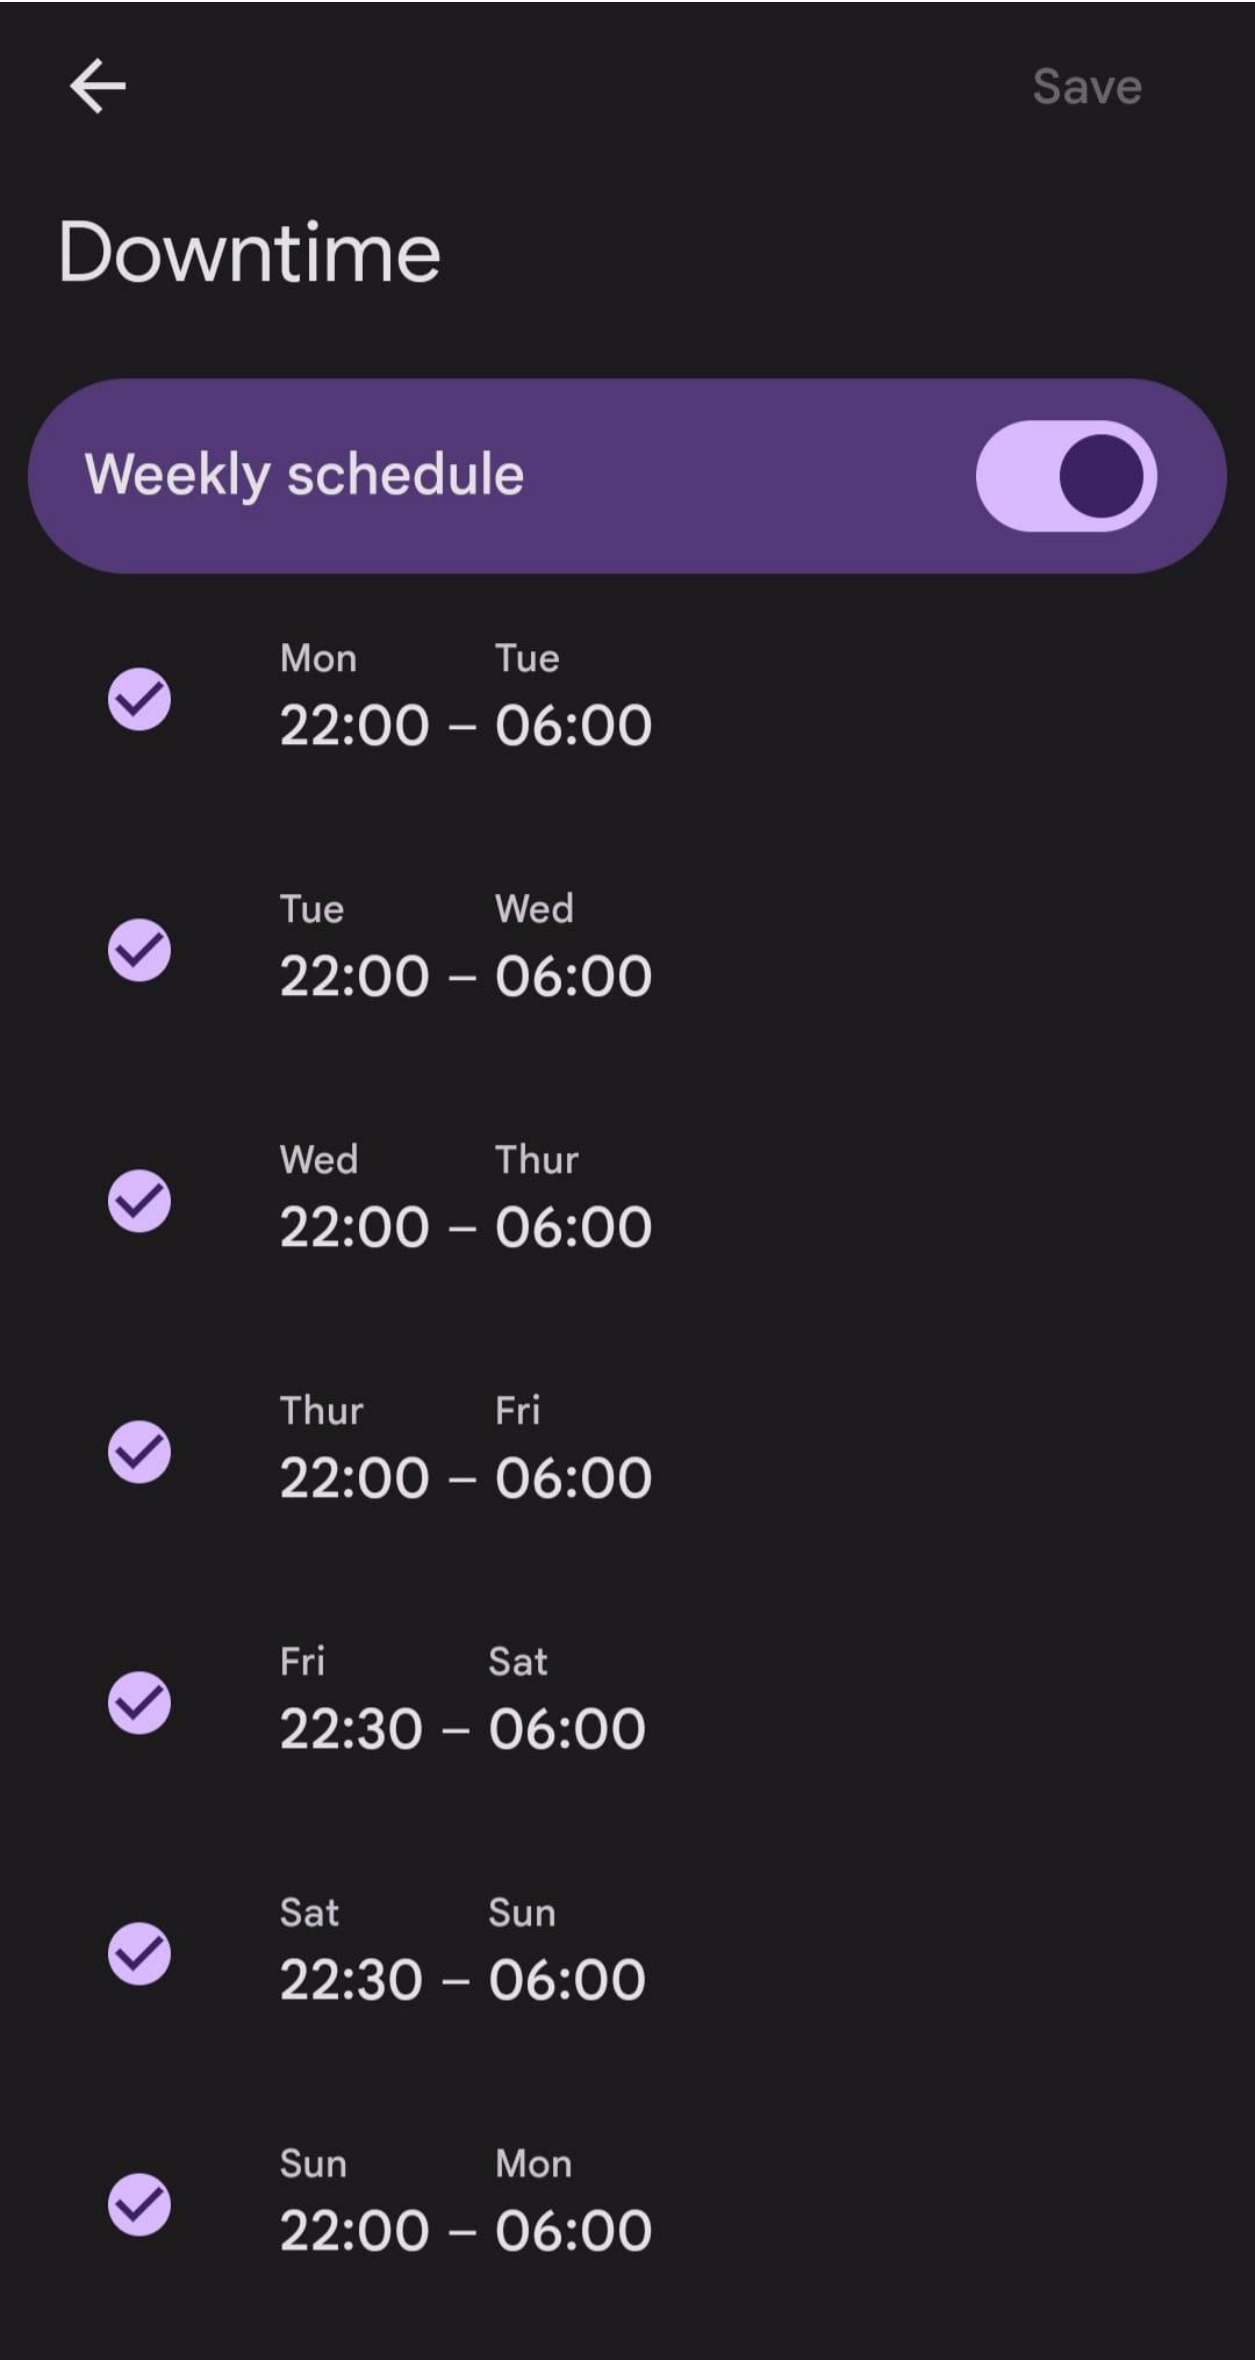 Save
Downtime
Weekly schedule
Mon Tue
22:00 – 06:00
Tue Wed
22:00 – 06:00
Wed Thur
22:00 – 06:00
Thur Fri
22:00 – 06:00
Fri Sat
22:30 – 06:00
Sat Sun
22:30 – 06:00
Sun Mon
22:00 – 06:00